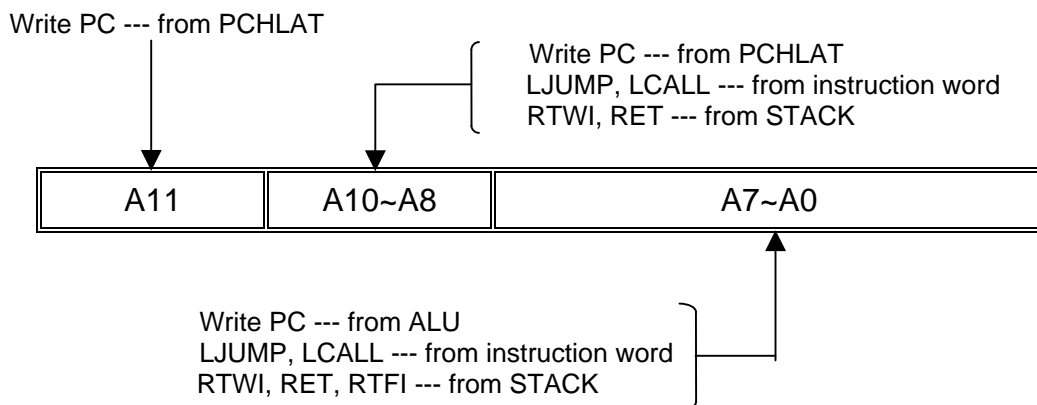 Write PC --- from PCHLAT
Write PC --- from PCHLAT
LJUMP, LCALL --- from instruction word
RTWI, RET --- from STACK
A11
A10~A8
A7~A0
Write PC --- from ALU
LJUMP, LCALL --- from instruction word
RTWI, RET, RTFI --- from STACK